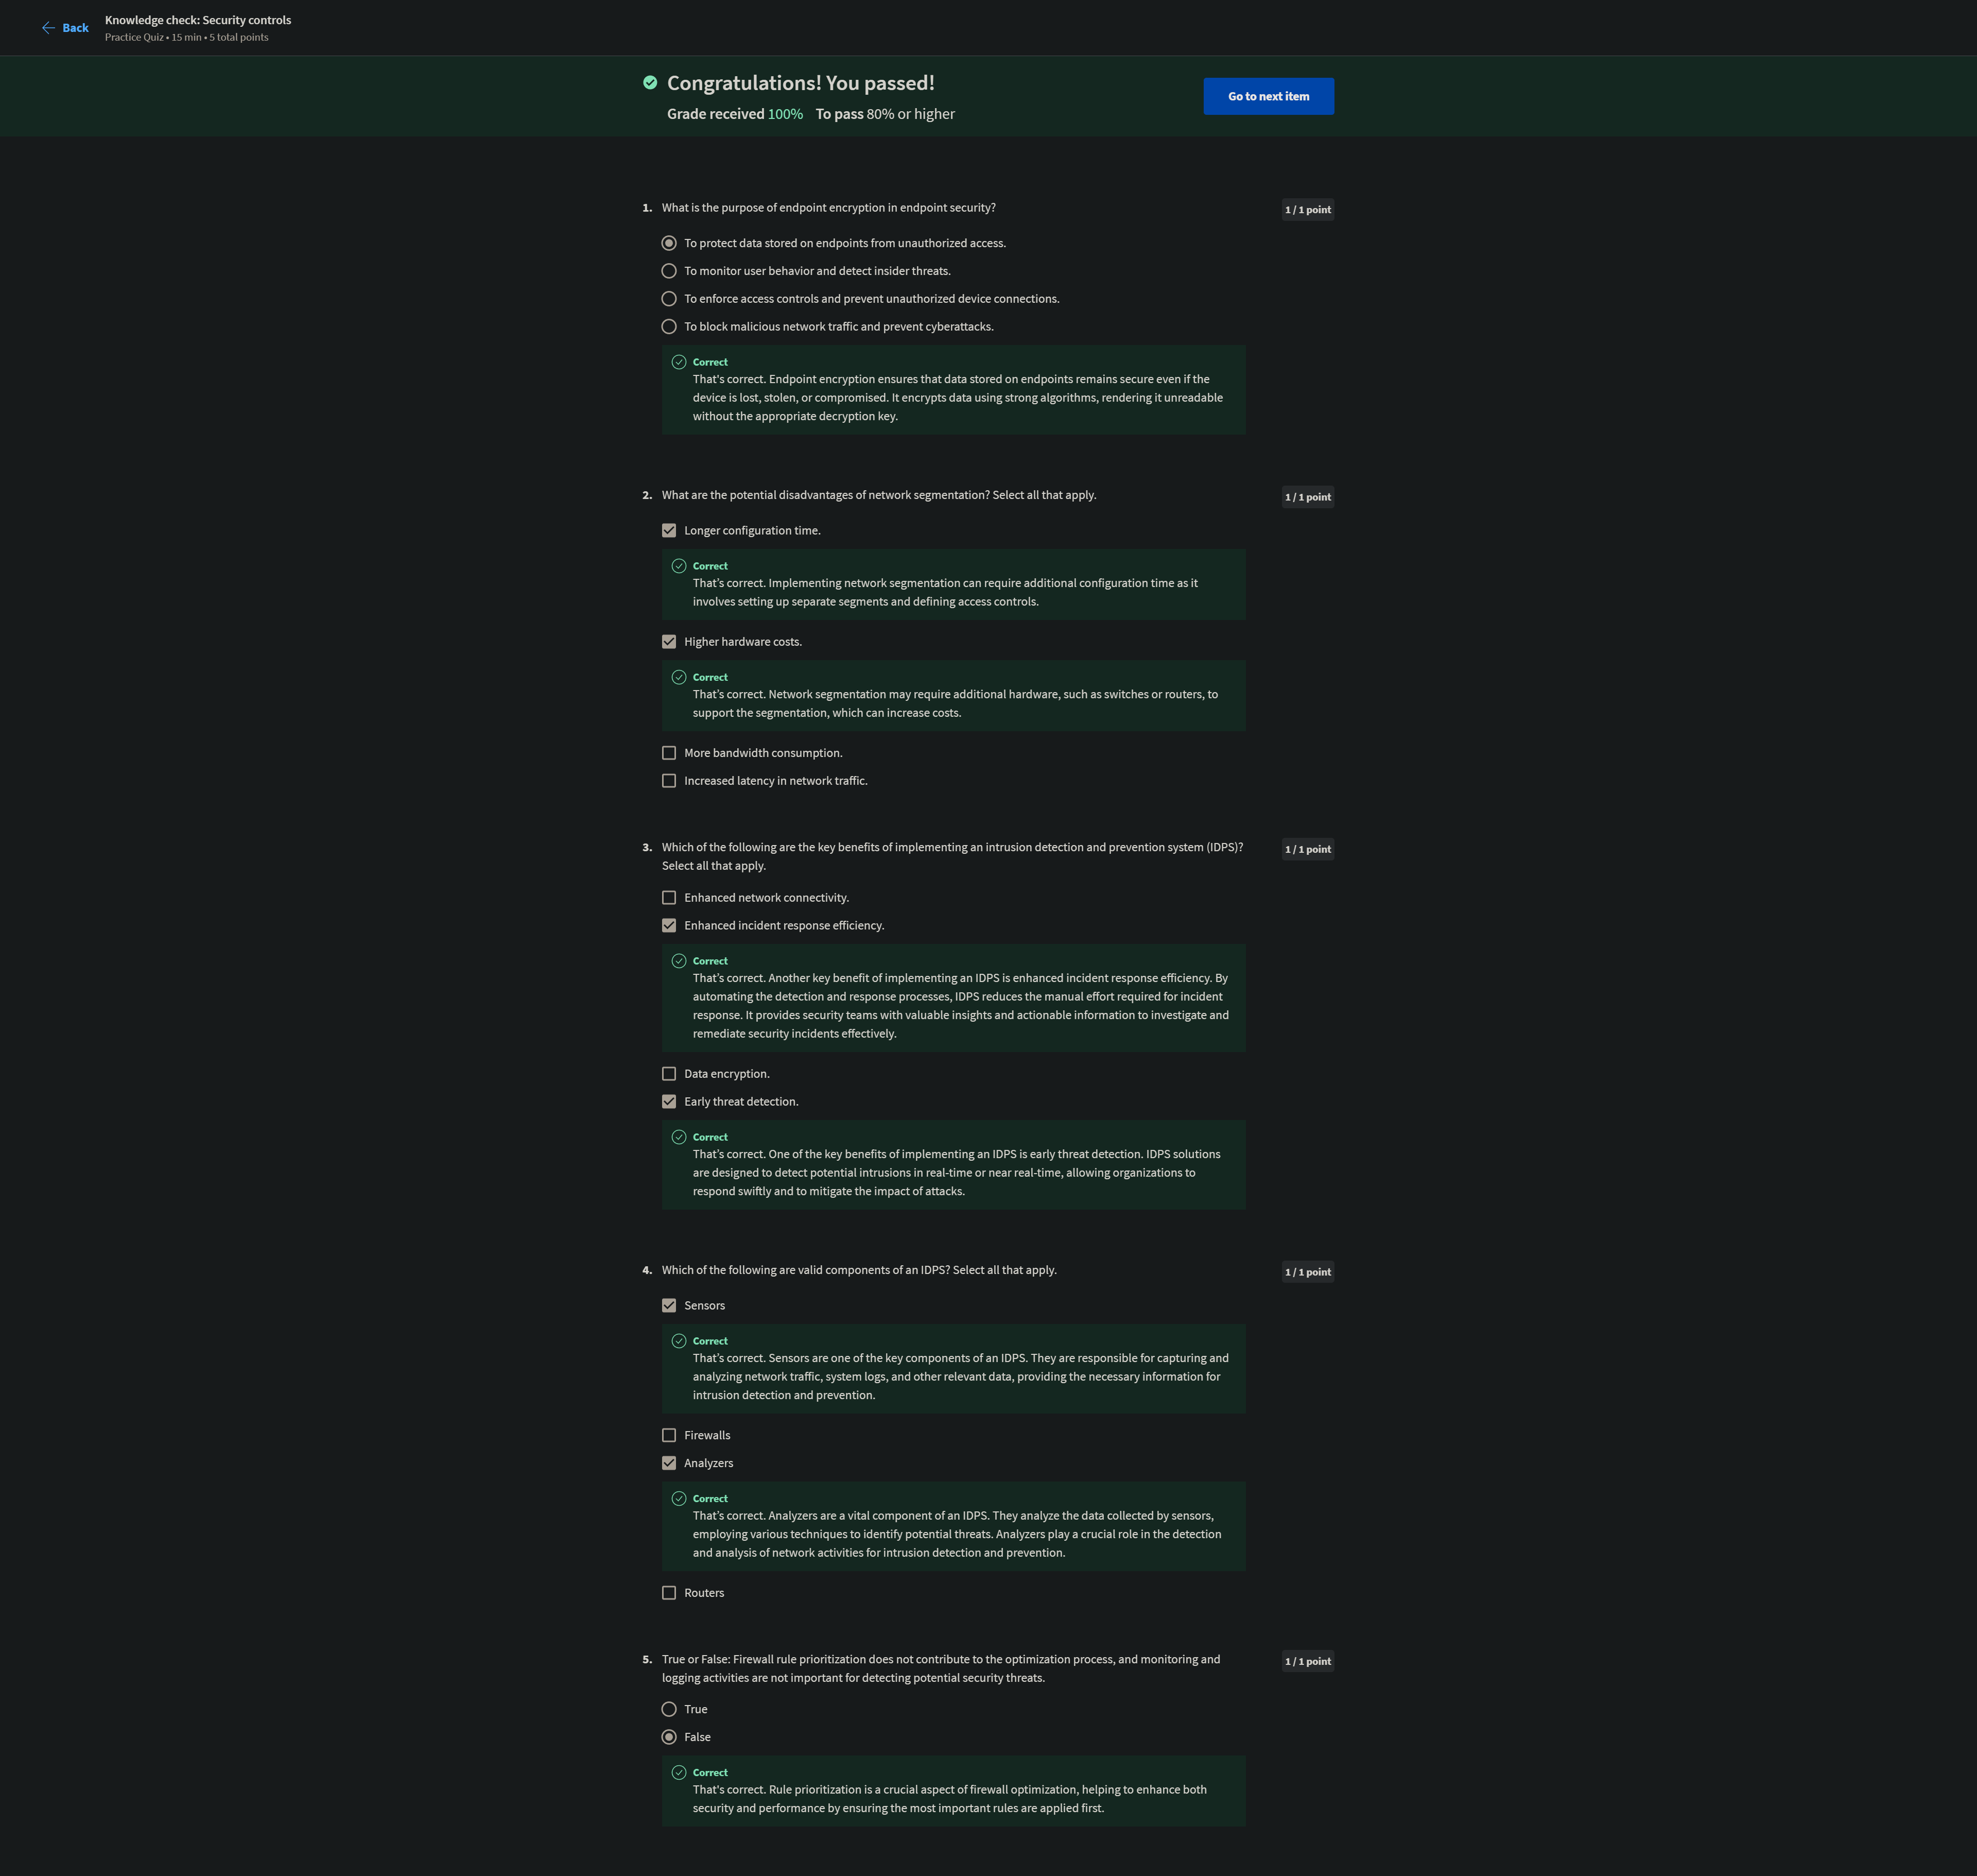 Back
Knowledge check: Security controls
Practice Quiz • 15 min • 5 total points
Congratulations! You passed!
Grade received 100% To pass 80% or higher
Go to next item
1. What is the purpose of endpoint encryption in endpoint security?
1 / 1 point
To protect data stored on endpoints from unauthorized access.
To monitor user behavior and detect insider threats.
To enforce access controls and prevent unauthorized device connections.
To block malicious network traffic and prevent cyberattacks.
Correct
That's correct. Endpoint encryption ensures that data stored on endpoints remains secure even if the
device is lost, stolen, or compromised. It encrypts data using strong algorithms, rendering it unreadable
without the appropriate decryption key.
2. What are the potential disadvantages of network segmentation? Select all that apply.
1 / 1 point
Longer configuration time.
Correct
That’s correct. Implementing network segmentation can require additional configuration time as it
involves setting up separate segments and defining access controls.
Higher hardware costs.
Correct
That’s correct. Network segmentation may require additional hardware, such as switches or routers, to
support the segmentation, which can increase costs.
More bandwidth consumption.
Increased latency in network traffic.
3. Which of the following are the key benefits of implementing an intrusion detection and prevention system (IDPS)?
Select all that apply.
1 / 1 point
Enhanced network connectivity.
Enhanced incident response efficiency.
Correct
That’s correct. Another key benefit of implementing an IDPS is enhanced incident response efficiency. By
automating the detection and response processes, IDPS reduces the manual effort required for incident
response. It provides security teams with valuable insights and actionable information to investigate and
remediate security incidents effectively.
Data encryption.
Early threat detection.
Correct
That’s correct. One of the key benefits of implementing an IDPS is early threat detection. IDPS solutions
are designed to detect potential intrusions in real-time or near real-time, allowing organizations to
respond swiftly and to mitigate the impact of attacks.
4. Which of the following are valid components of an IDPS? Select all that apply.
1 / 1 point
Sensors
Correct
That’s correct. Sensors are one of the key components of an IDPS. They are responsible for capturing and
analyzing network traffic, system logs, and other relevant data, providing the necessary information for
intrusion detection and prevention.
Firewalls
Analyzers
Correct
That’s correct. Analyzers are a vital component of an IDPS. They analyze the data collected by sensors,
employing various techniques to identify potential threats. Analyzers play a crucial role in the detection
and analysis of network activities for intrusion detection and prevention.
Routers
5. True or False: Firewall rule prioritization does not contribute to the optimization process, and monitoring and
logging activities are not important for detecting potential security threats.
1 / 1 point
True
False
Correct
That's correct. Rule prioritization is a crucial aspect of firewall optimization, helping to enhance both
security and performance by ensuring the most important rules are applied first.